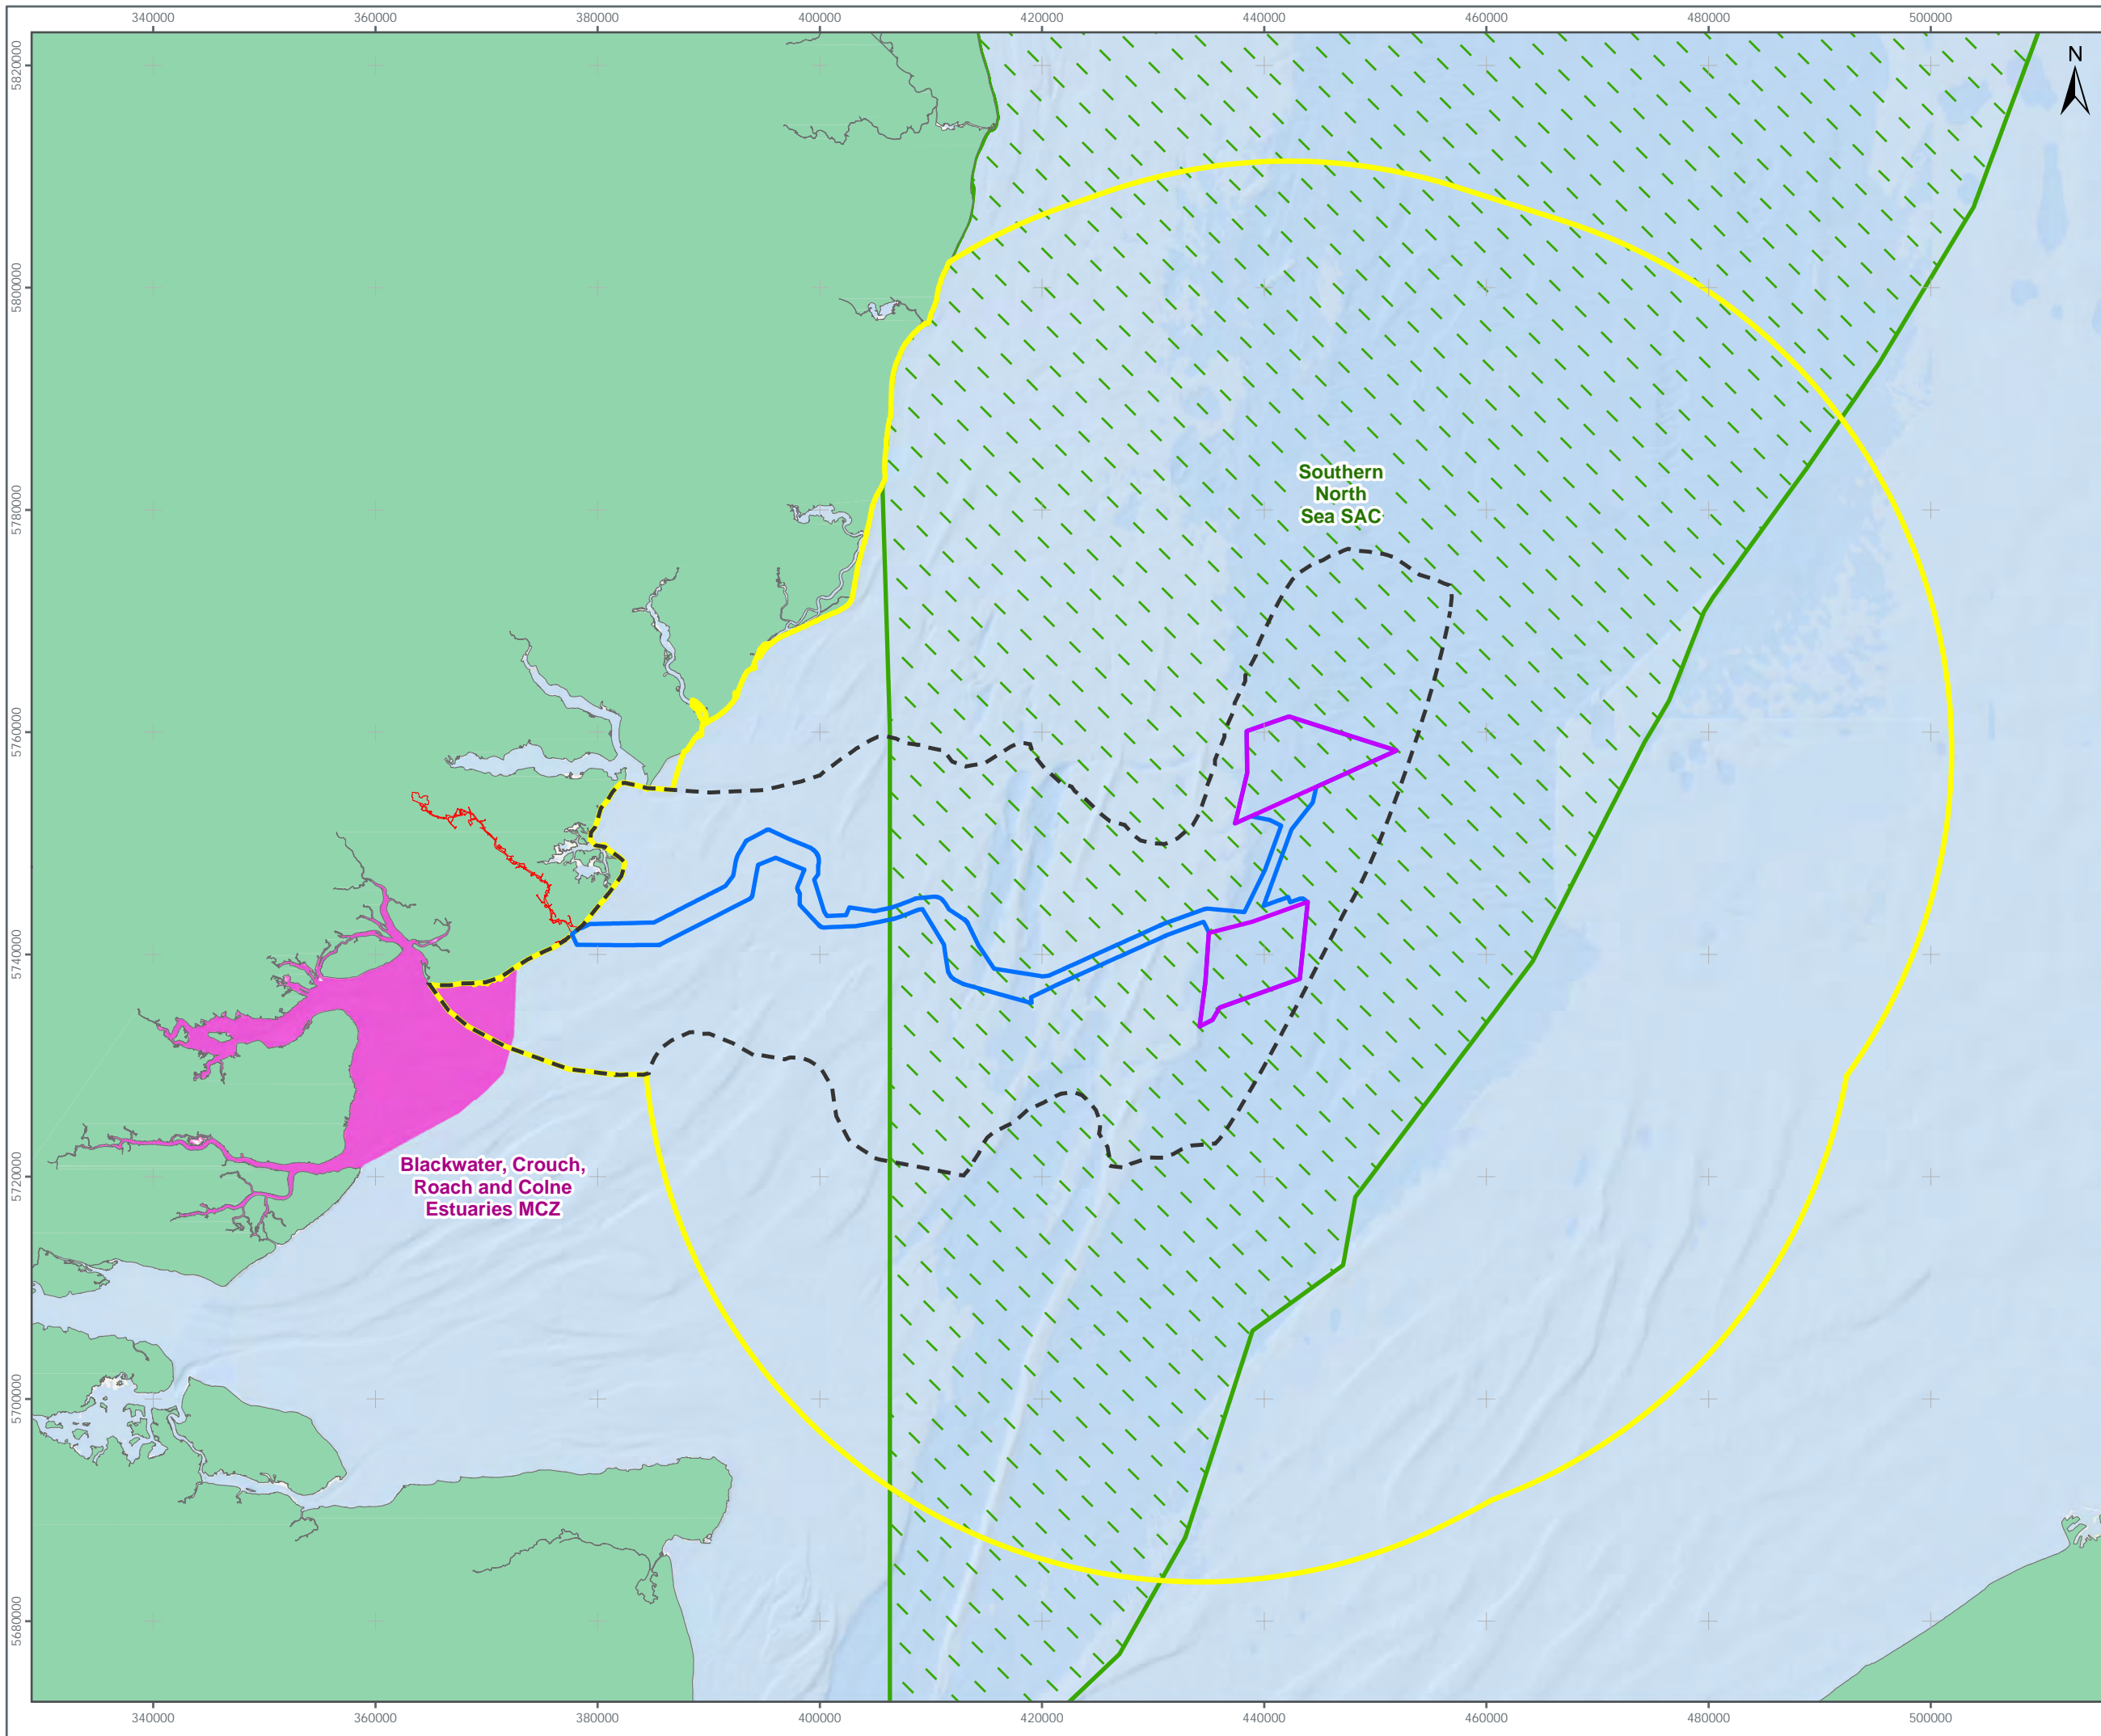 340000 360000 380000 400000 420000 440000 460000 480000 500000
N
5820000
5800000
5780000
5760000
5740000
5720000
5700000
5680000
Southern
North
Sea SAC
Blackwater, Crouch,
Roach and Colne
Estuaries MCZ
340000 360000 380000 400000 420000 440000 460000 480000 500000